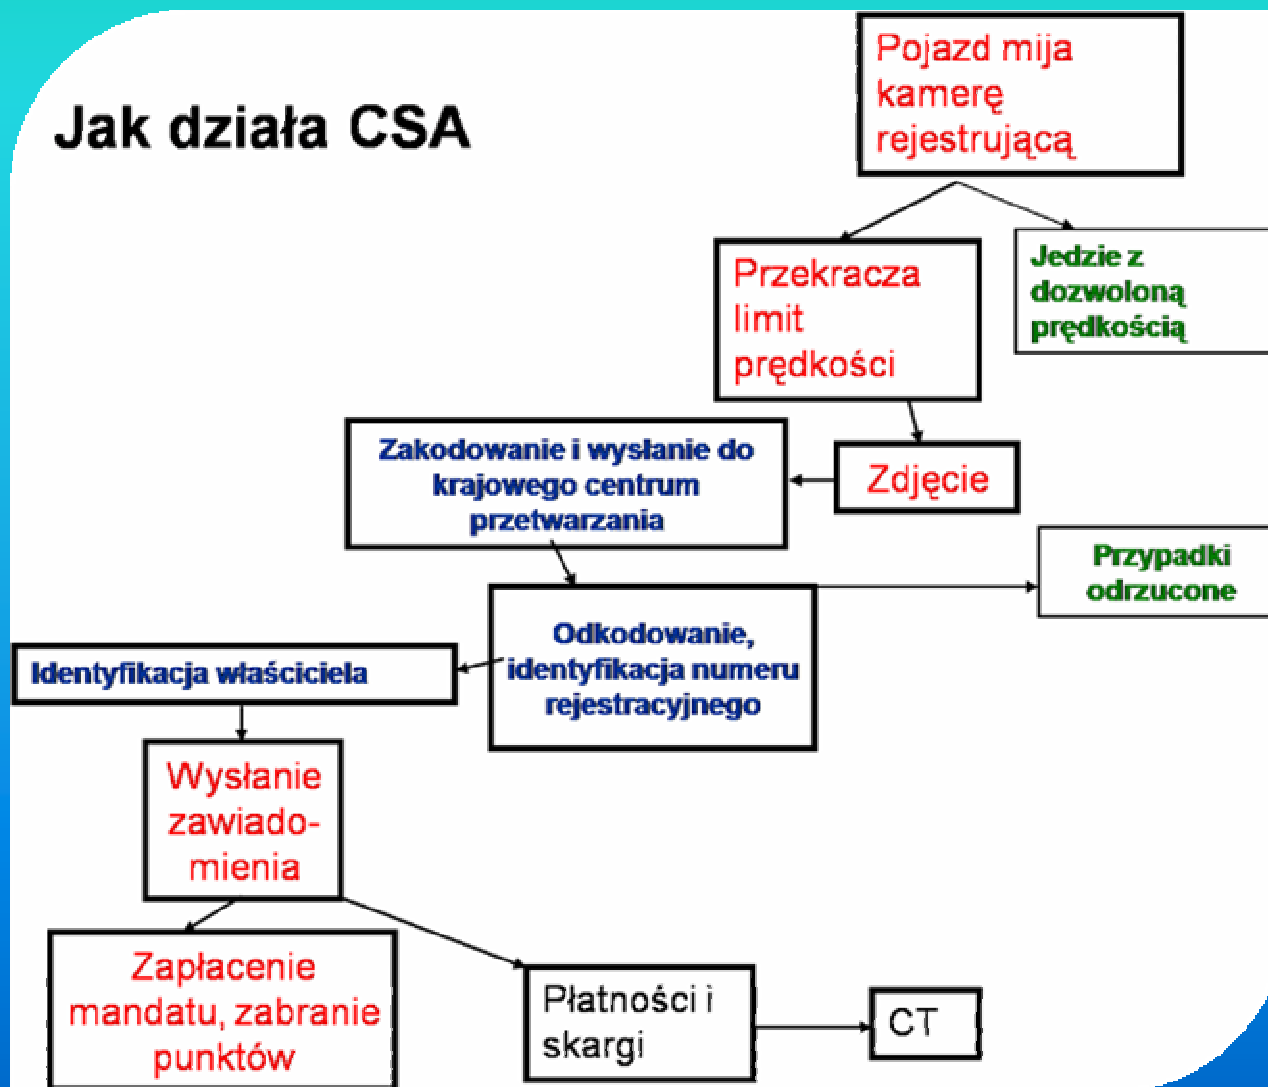 Jak działa CSA
Pojazd mija
kamerę
rejestrującą
Przekracza
limit
prędkości
Jedzie z
dozwoloną
prędkością
Zdjęcie
Zakodowanie i wysłanie do
krajowego centrum
przetwarzania
Przypadki
odrzucone
Odkodowanie,
identyfikacja numeru
rejestracyjnego
Identyfikacja właściciela
Wysłanie
zawiado-
mienia
Zapłacenie
mandatu, zabranie
punktów
Płatności i
skargi
CT